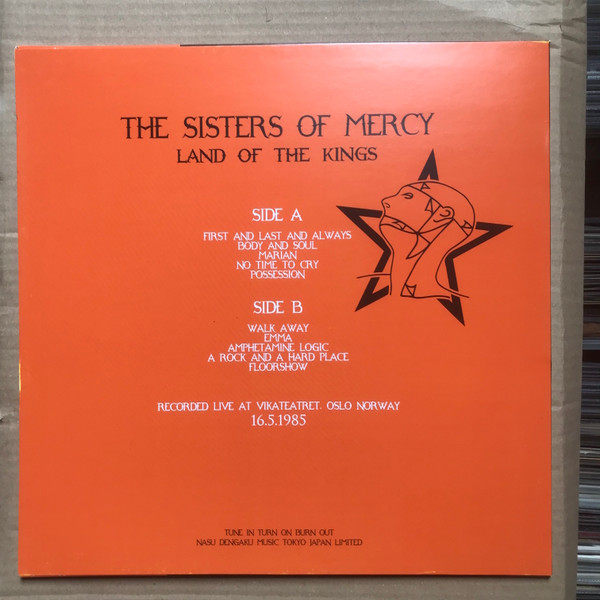 THE SISTERS OF MERCY
LAND OF THE KINGS
SIDE A
FIRST AND LAST AND ALWAYS
BODY AND SOUL
MARIAN
NO TIME TO CRY
POSSESSION
SIDE B
WALK AWAY
EMMA
AMPHETAMINE LOGIC
A ROCK AND A HARD PLACE
FLOORSHOW
RECORDED LIVE AT VIKATEATRET, OSLO NORWAY
16.5.1985
TUNE IN TURN ON BURN OUT
NASU DENGAKU MUSIC TOKYO JAPAN LIMITED